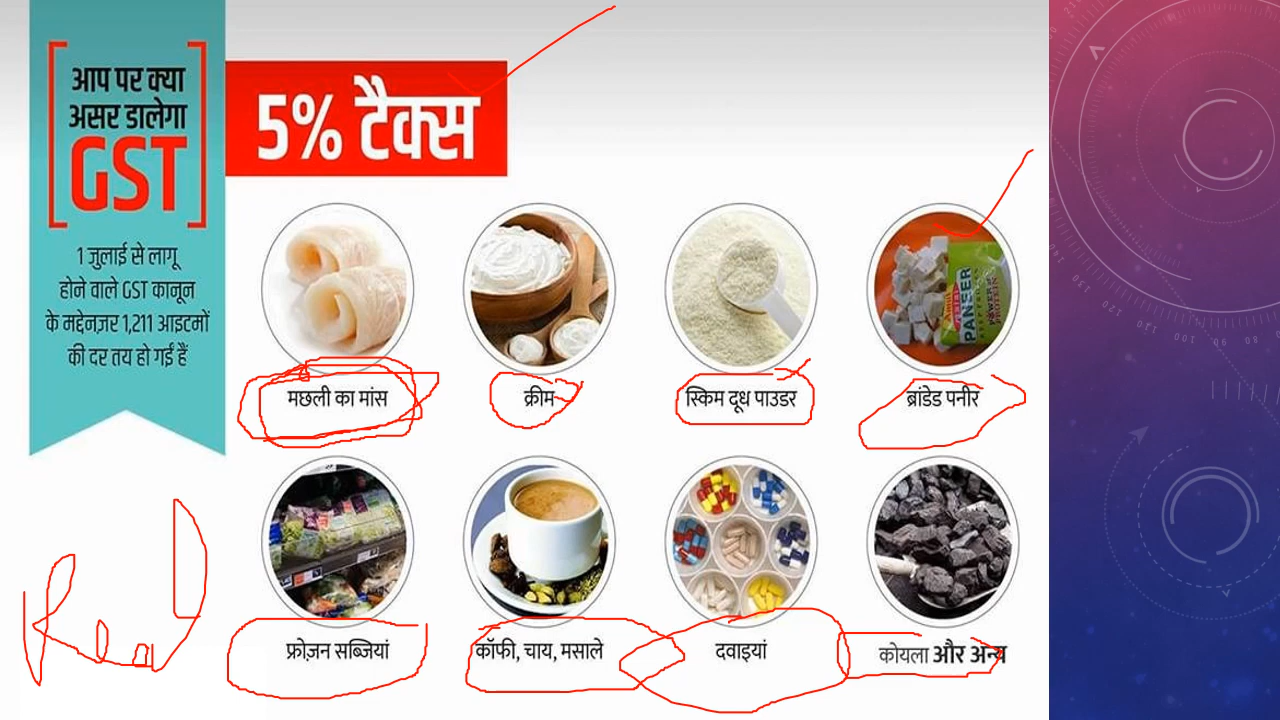 आप पर क्या
असर डालेगा
GST
1 जुलाई से लागू
होने वाले GST कानून
के मद्देनज़र 1,211 आइटमों
की दर तय हो गई हैं
5% टैक्स
मछली का मांस
क्रीम
स्किम दूध पाउडर
PANEER
ब्रांडेड पनीर
फ्रोज़न सब्जियां
कॉफी, चाय, मसाले
दवाइयां
कोयला और अन्य
Read